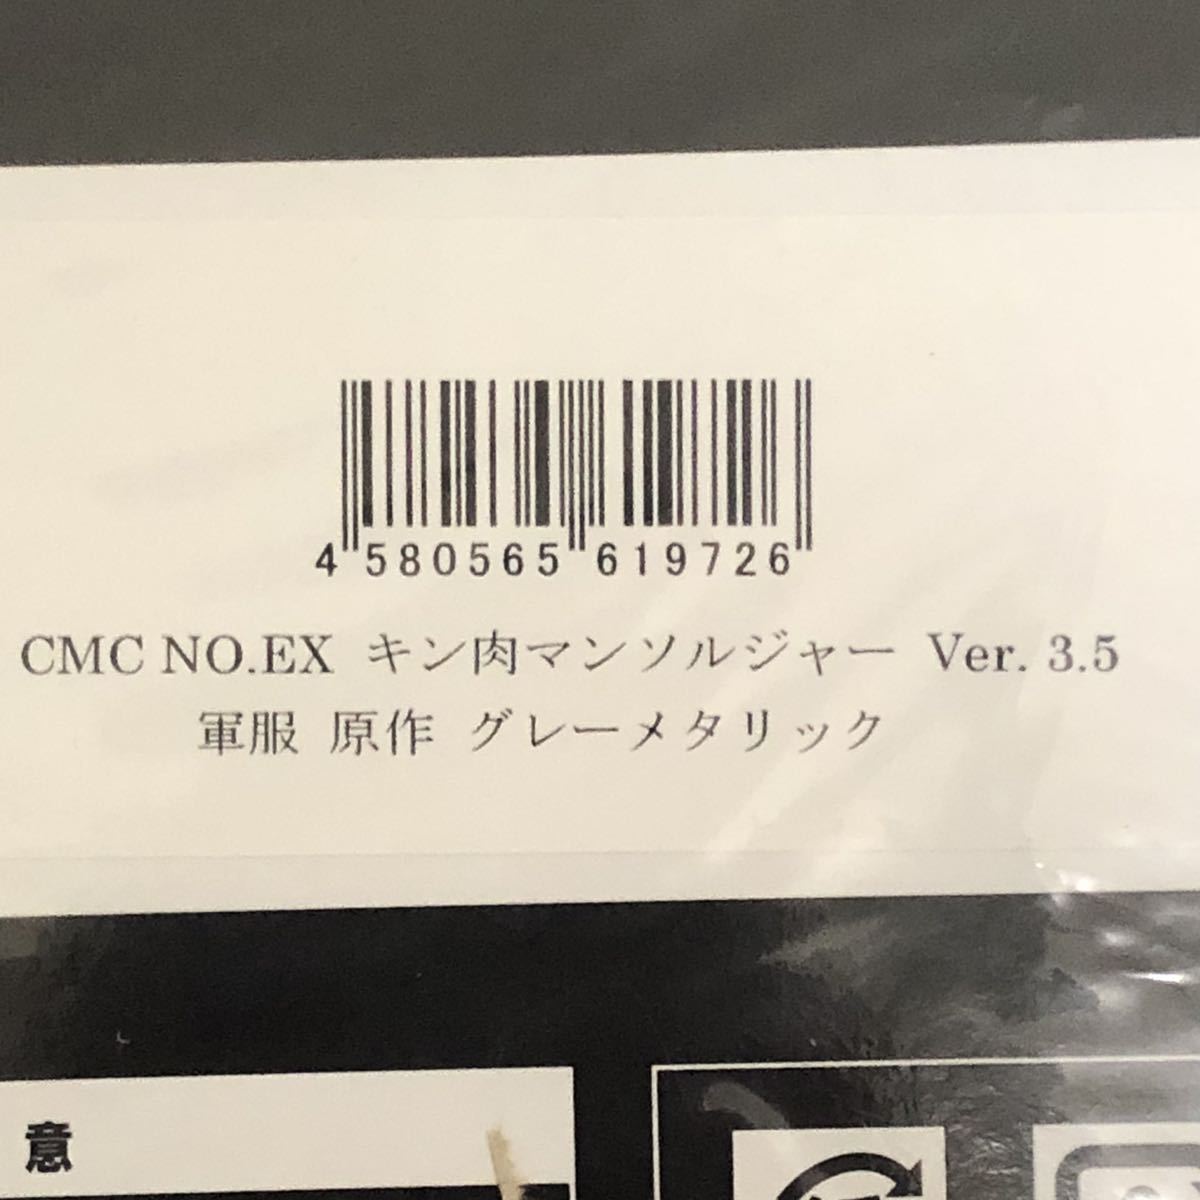 4 580565 619726
CMC NO.EX キン肉マンソルジャー Ver. 3.5
軍服 原作 グレーメタリック
意